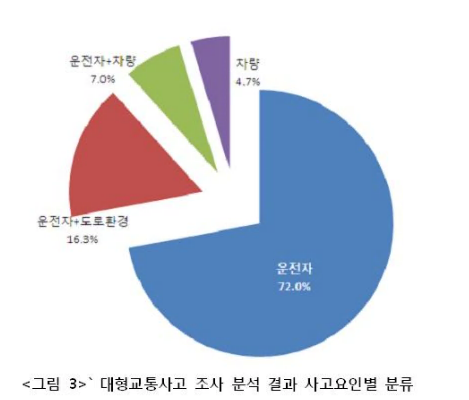 운전자+차량
7.0%
차량
4.7%
운전자+도로환경
16.3%
운전자
72.0%
<그림 3>` 대형교통사고 조사 분석 결과 사고요인별 분류